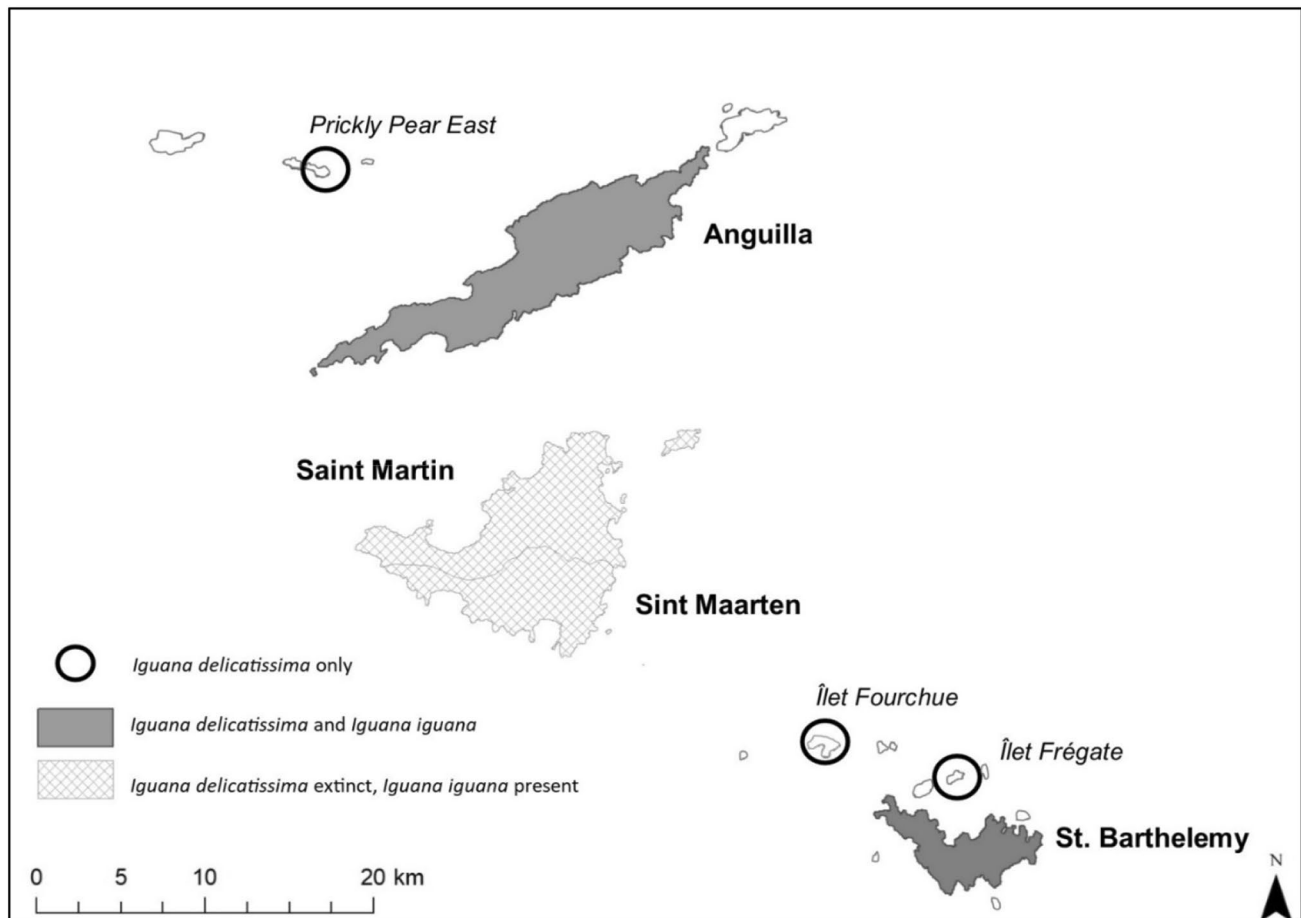 Prickly Pear East
Anguilla
Saint Martin
Sint Maarten
Iguana delicatissima only
Îlet Fourchue
Iguana delicatissima and Iguana iguana
Îlet Frégate
Iguana delicatissima extinct, Iguana iguana present
St. Barthelemy
0 5 10 20 km
N